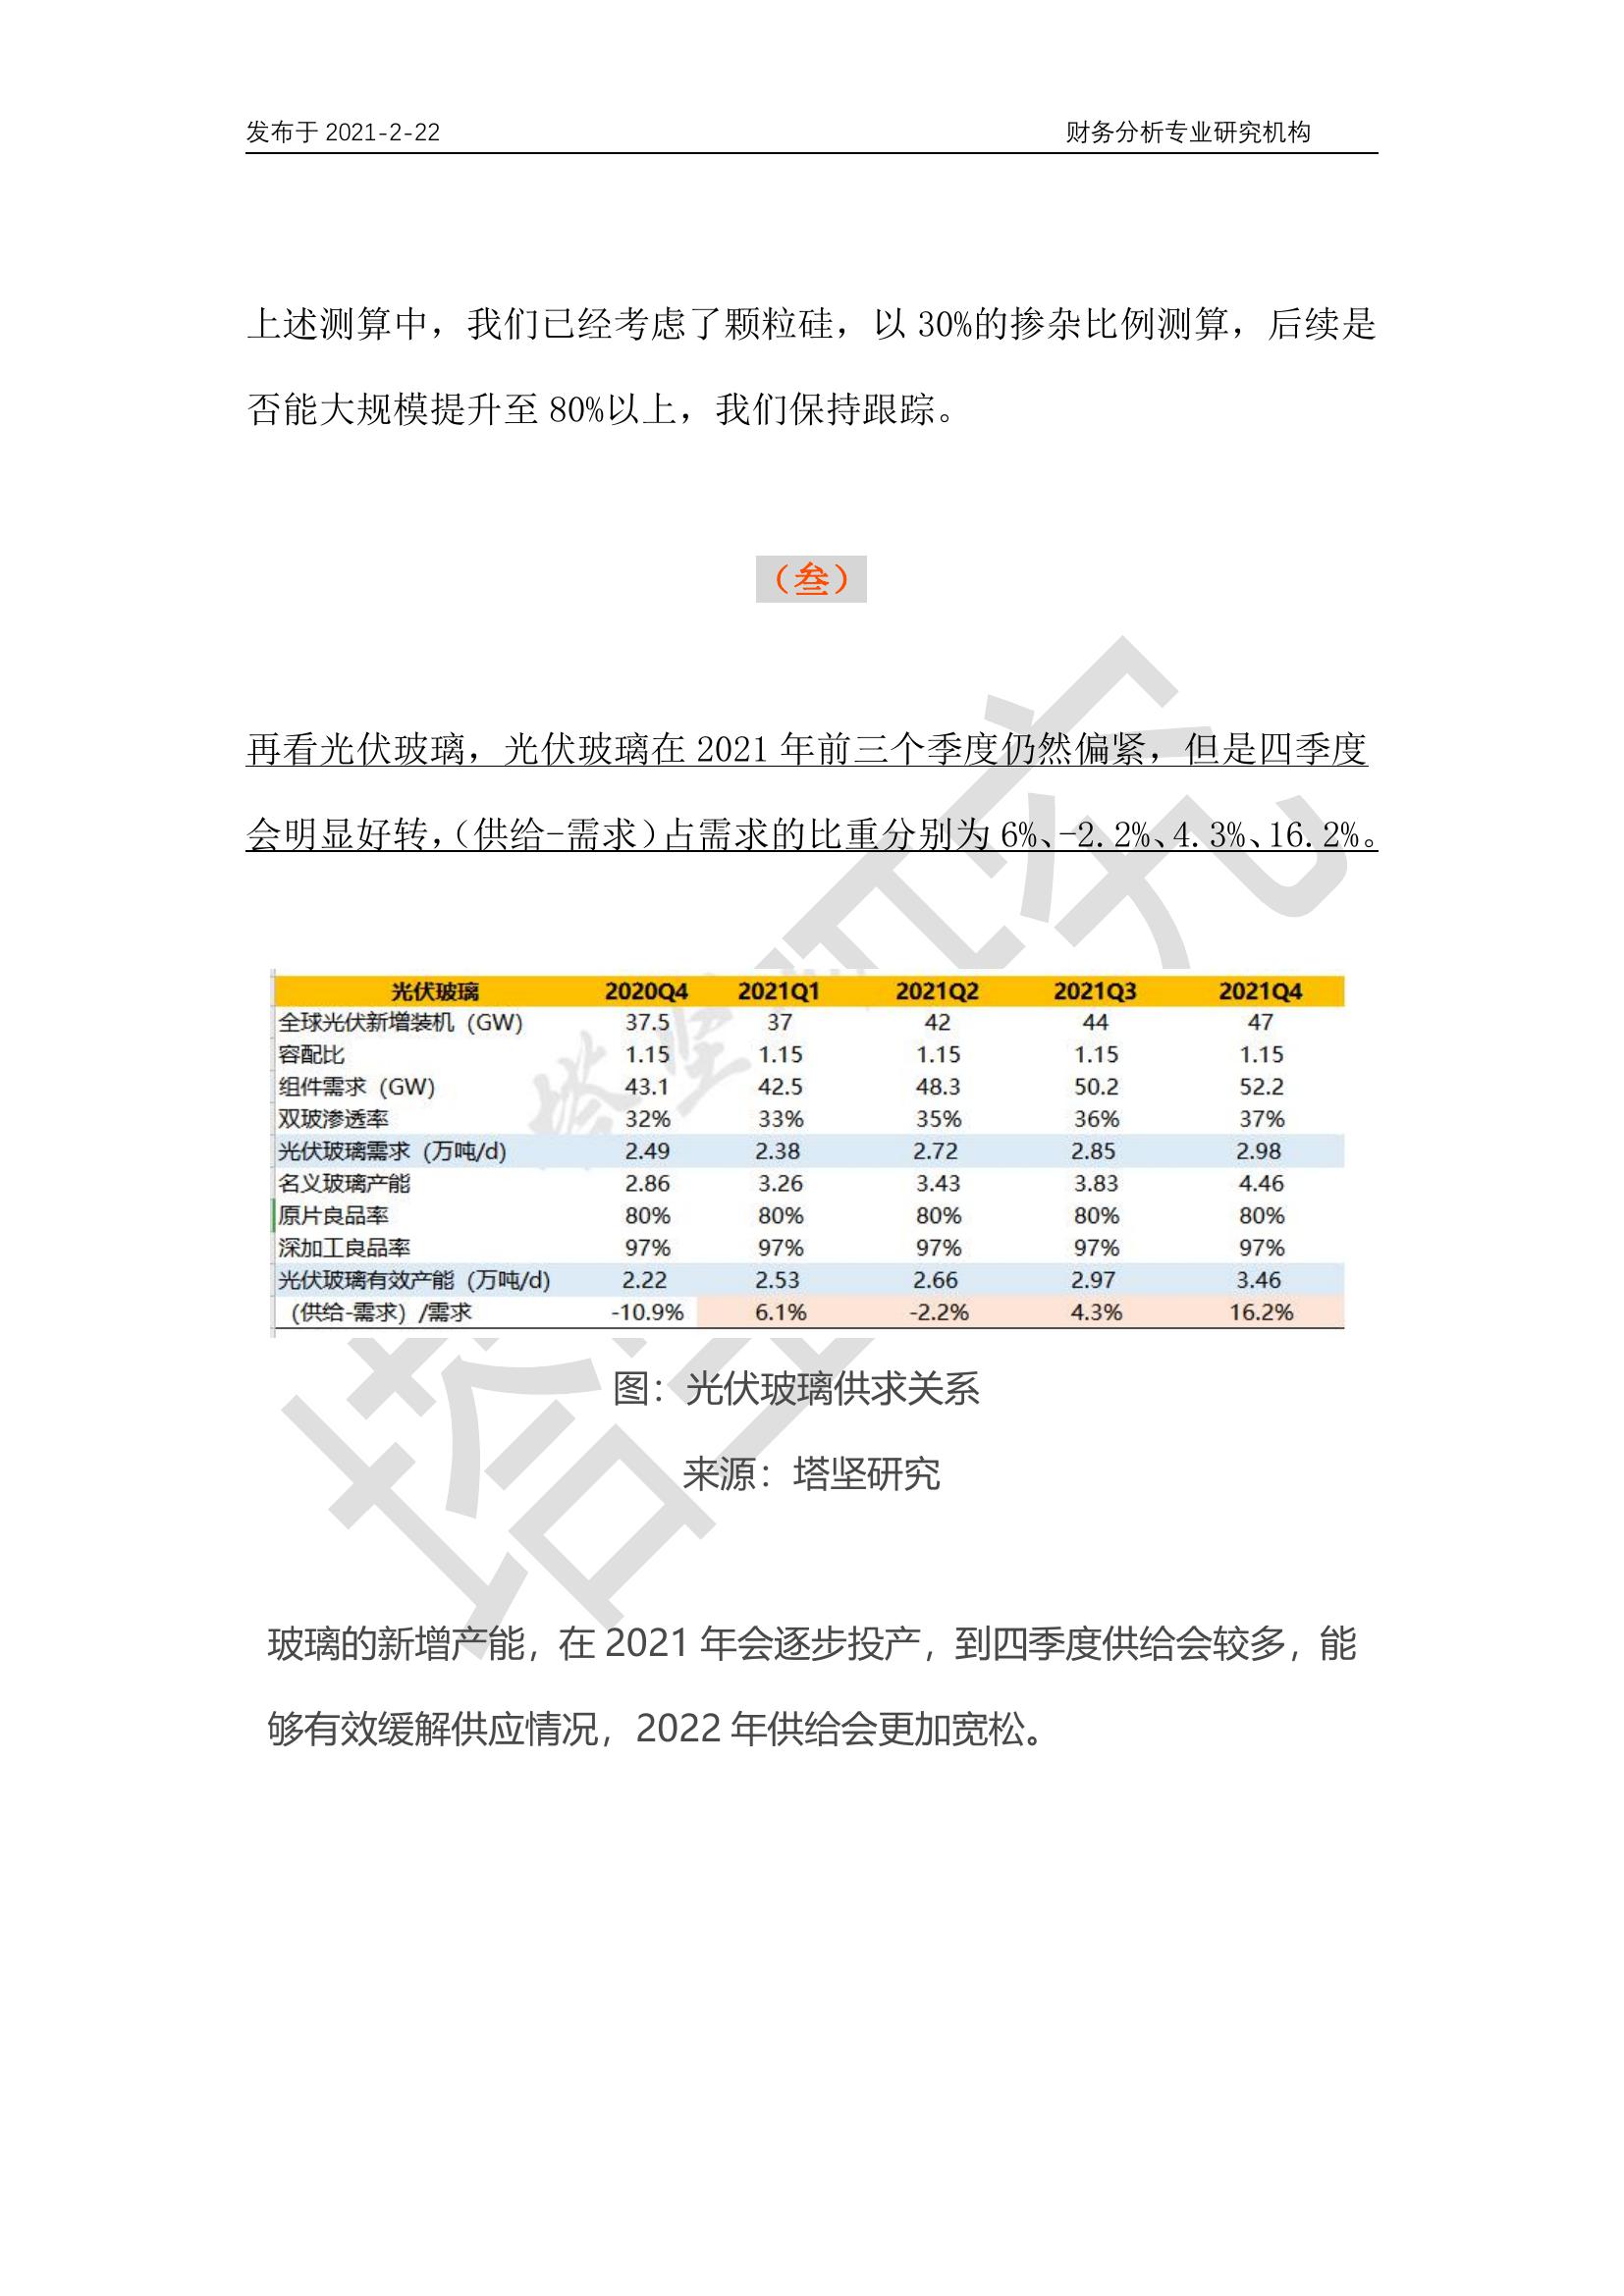 发布于 2021-2-22 财务分析专业研究机构
上述测算中，我们已经考虑了颗粒硅，以 30%的掺杂比例测算，后续是
否能大规模提升至 80%以上，我们保持跟踪。
（叁）
再看光伏玻璃，光伏玻璃在 2021 年前三个季度仍然偏紧，但是四季度
会明显好转，（供给-需求）占需求的比重分别为 6%、-2.2%、4.3%、16.2%。
光伏玻璃 2020Q4 2021Q1 2021Q2 2021Q3 2021Q4
全球光伏新增装机（GW） 37.5 37 42 44 47
容配比 1.15 1.15 1.15 1.15 1.15
组件需求（GW） 43.1 42.5 48.3 50.2 52.2
双玻渗透率 32% 33% 35% 36% 37%
光伏玻璃需求（万吨/d) 2.49 2.38 2.72 2.85 2.98
名义玻璃产能 2.86 3.26 3.43 3.83 4.46
原片良品率 80% 80% 80% 80% 80%
深加工良品率 97% 97% 97% 97% 97%
光伏玻璃有效产能（万吨/d) 2.22 2.53 2.66 2.97 3.46
（供给-需求）/需求 -10.9% 6.1% -2.2% 4.3% 16.2%
图：光伏玻璃供求关系
来源：塔坚研究
玻璃的新增产能，在 2021 年会逐步投产，到四季度供给会较多，能
够有效缓解供应情况，2022 年供给会更加宽松。
塔坚研究